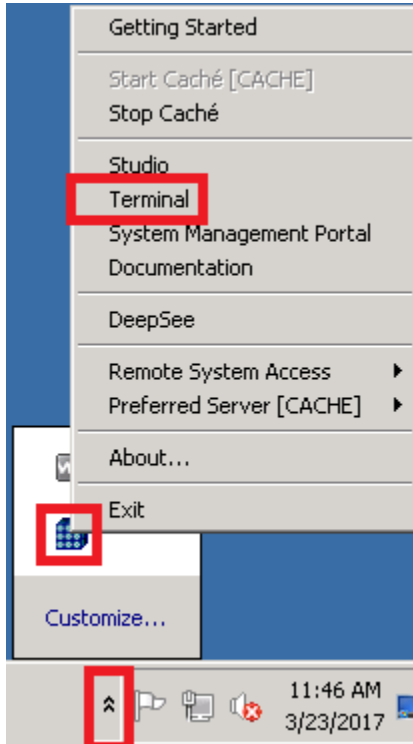 Getting Started
Start Caché [CACHE]
Stop Caché
Studio
Terminal
System Management Portal
Documentation
DeepSee
Remote System Access
Preferred Server [CACHE]
About...
Exit
Customize...
11:46 AM
3/23/2017